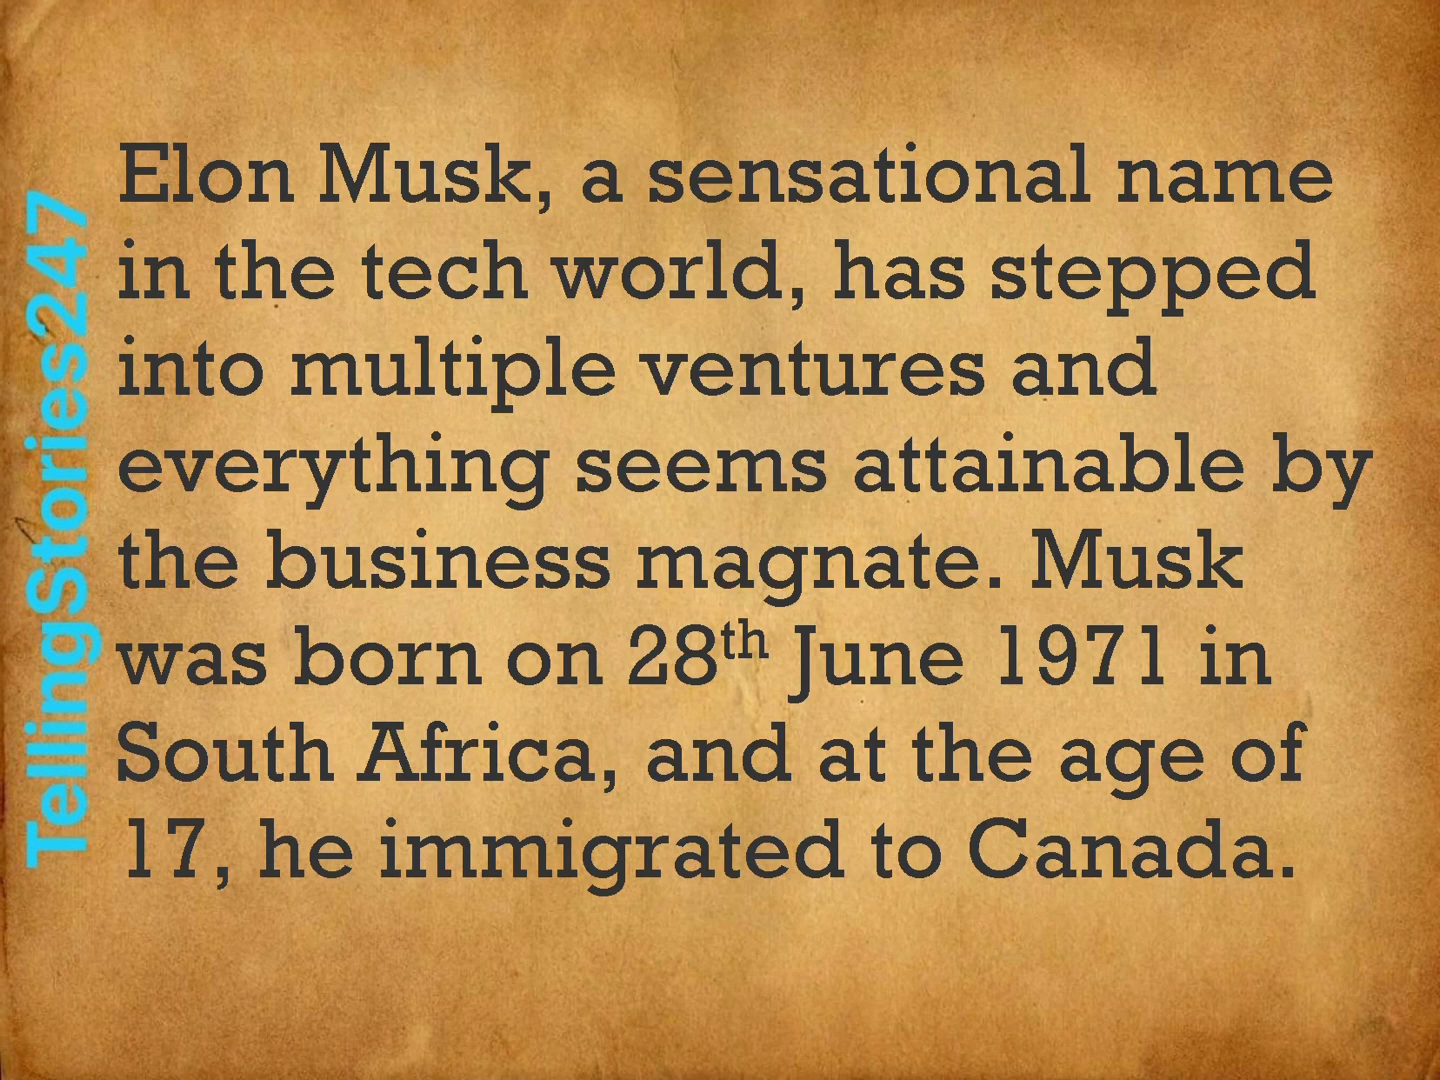 Elon Musk, a sensational name
in the tech world, has stepped
into multiple ventures and
everything seems attainable by
the business magnate. Musk
was born on 28th June 1971 in
South Africa, and at the age of
17, he immigrated to Canada.
TellingStories247